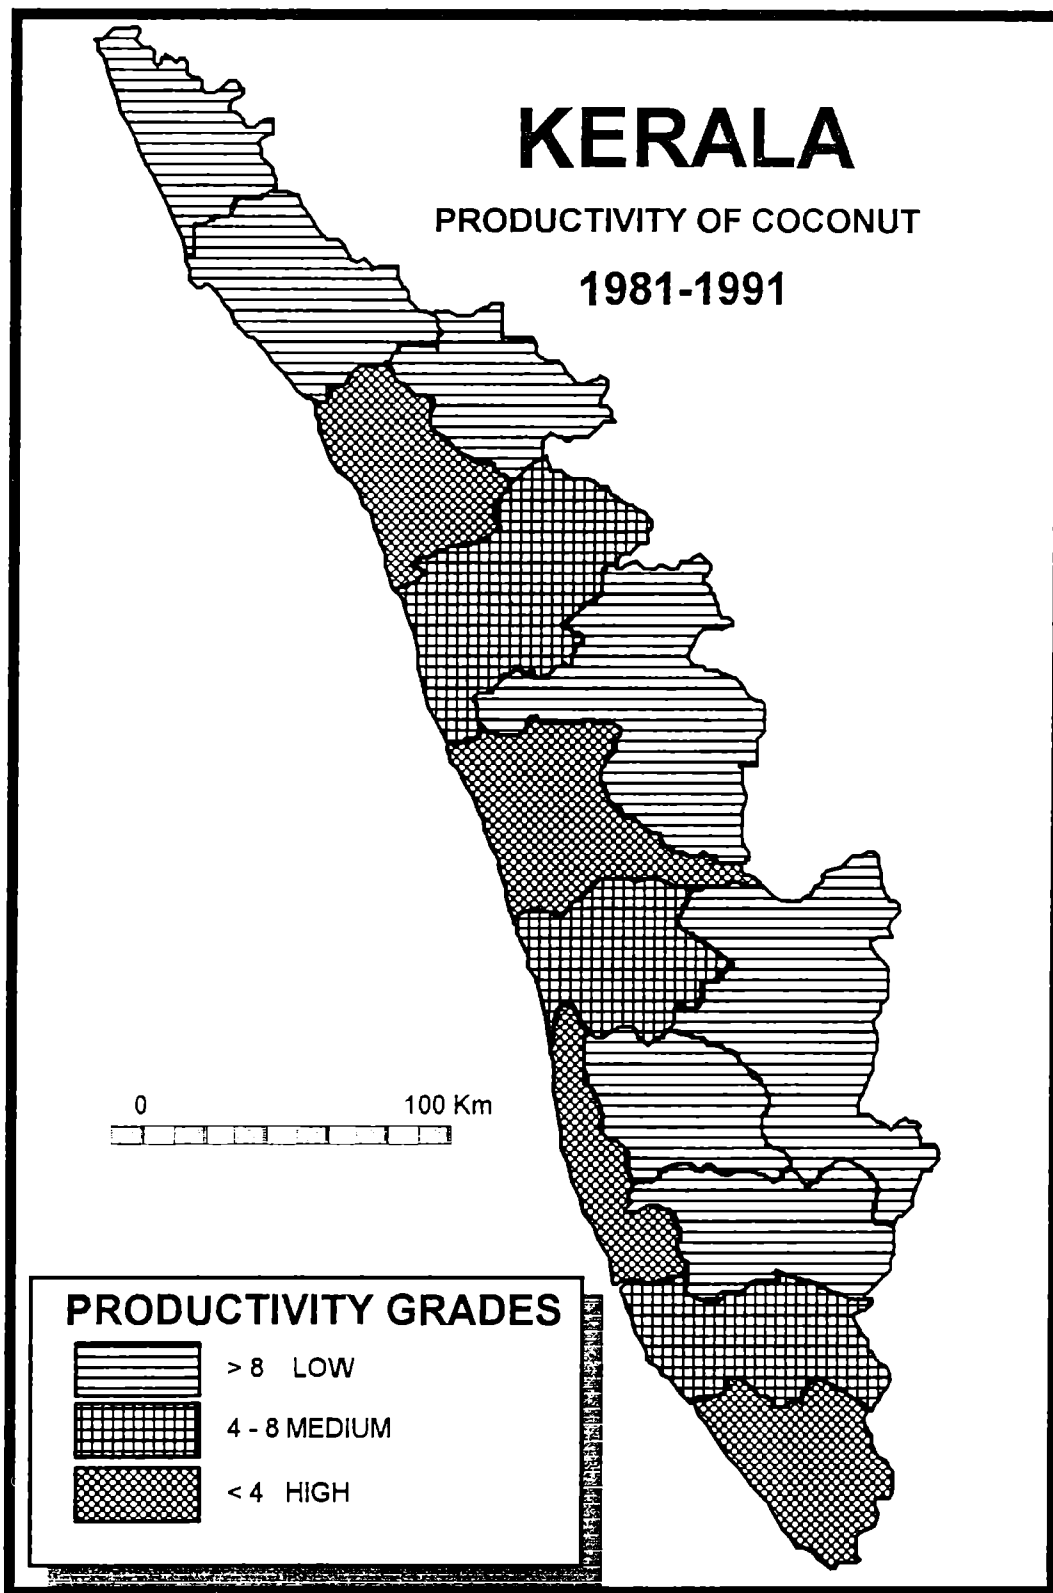 KERALA
PRODUCTIVITY OF COCONUT
1981-1991
0 100 Km
PRODUCTIVITY GRADES
> 8 LOW
4 - 8 MEDIUM
< 4 HIGH